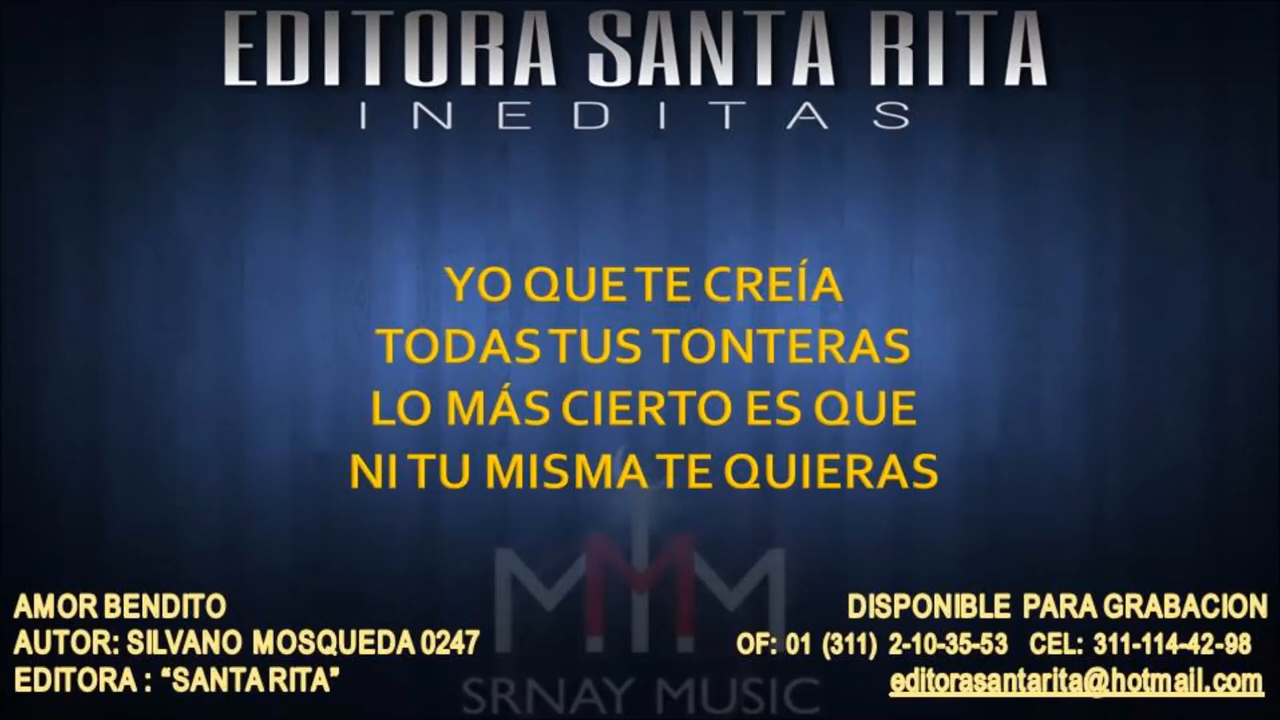 EDITORA SANTA RITA
INEDITAS
YO QUE TE CREÍA
TODAS TUS TONTERAS
LO MÁS CIERTO ES QUE
NI TU MISMA TE QUIERAS
MMM
SRNAY MUSIC
AMOR BENDITO
AUTOR: SILVANO MOSQUEDA 0247
EDITORA : “SANTA RITA”
DISPONIBLE PARA GRABACION
OF: 01 (311) 2-10-35-53 CEL: 311-114-42-98
editorasantarita@hotmail.com